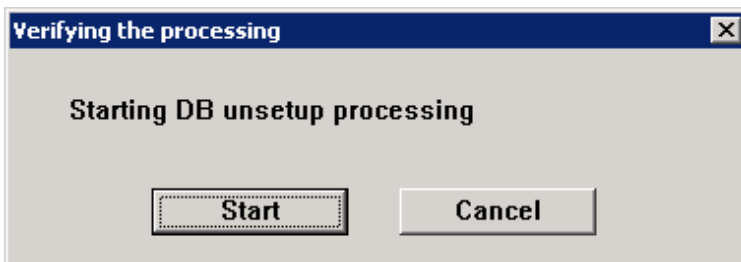 Verifying the processing
Starting DB unsetup processing
Start Cancel